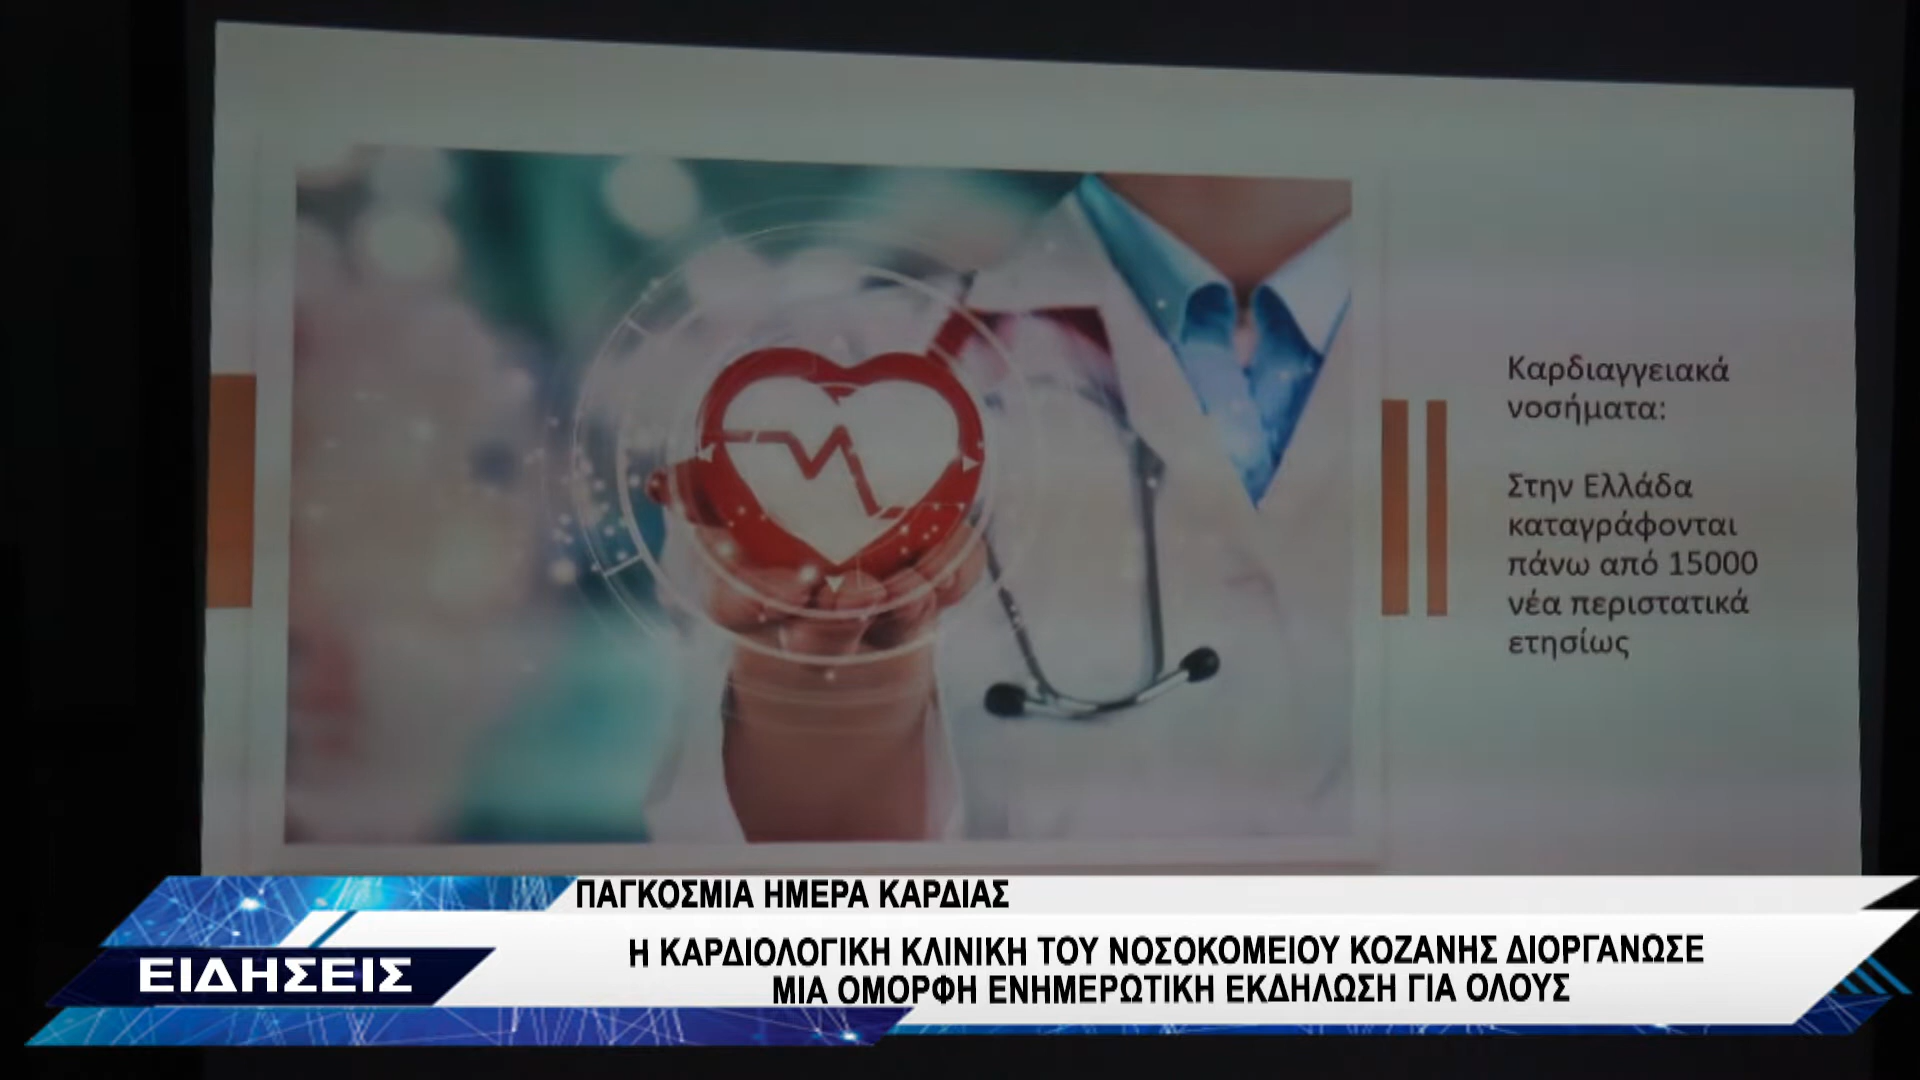 Καρδιαγγειακά
νοσήματα:
Στην Ελλάδα
καταγράφονται
πάνω από 15000
νέα περιστατικά
ετησίως
ΠΑΓΚΟΣΜΙΑ ΗΜΕΡΑ ΚΑΡΔΙΑΣ
ΕΙΔΗΣΕΙΣ
Η ΚΑΡΔΙΟΛΟΓΙΚΗ ΚΛΙΝΙΚΗ ΤΟΥ ΝΟΣΟΚΟΜΕΙΟΥ ΚΟΖΑΝΗΣ ΔΙΟΡΓΑΝΩΣΕ
ΜΙΑ ΟΜΟΡΦΗ ΕΝΗΜΕΡΩΤΙΚΗ ΕΚΔΗΛΩΣΗ ΓΙΑ ΟΛΟΥΣ